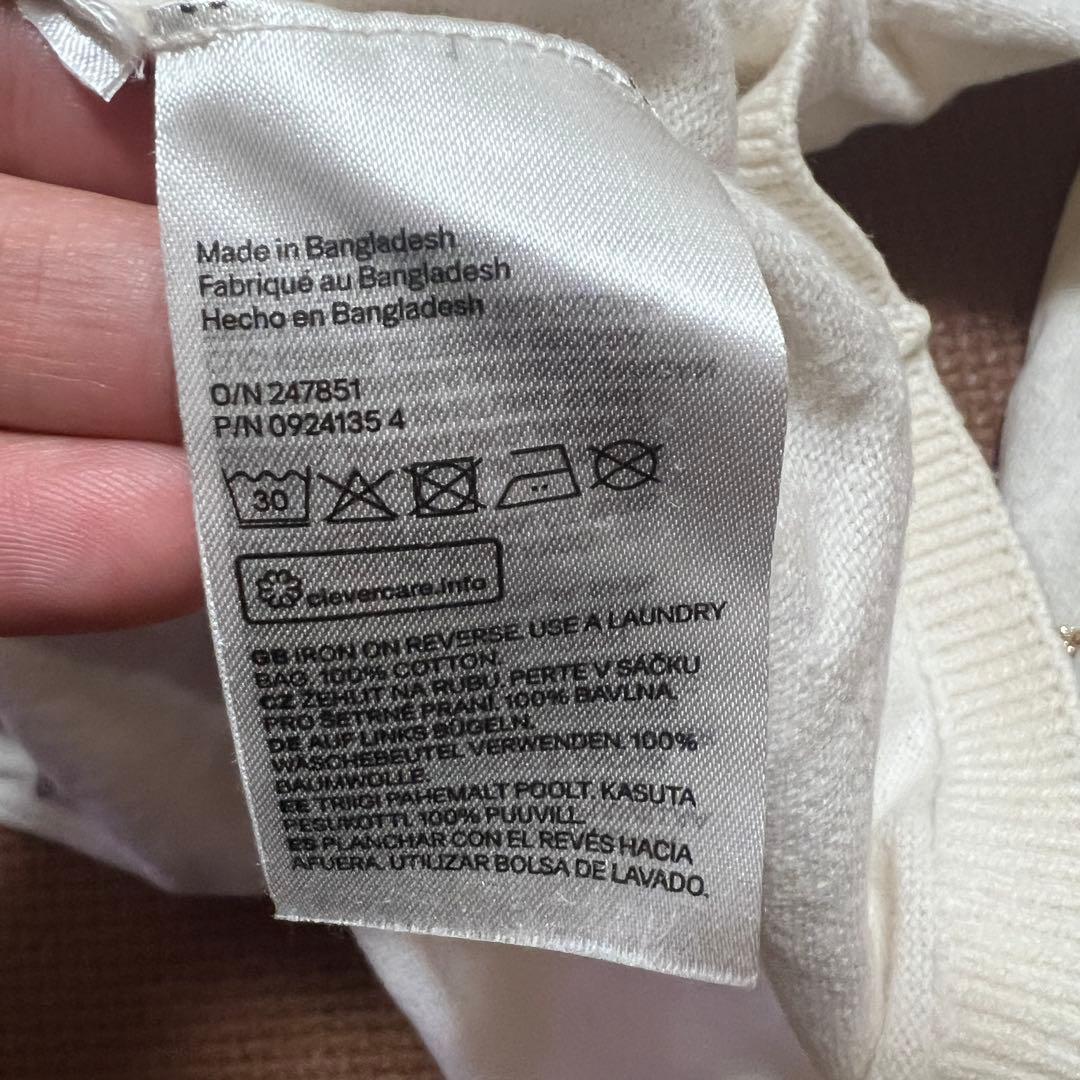 Made in Bangladesh
Fabriqué au Bangladesh
Hecho en Bangladesh
O/N 247851
P/N 0924135 4
30
clevercare.info
GB IRON ON REVERSE. USE A LAUNDRY
BAG. 100% COTTON.
CZ ŽEHLIT NA RUBU. PERTE V SÁČKU
PRO ŠETRNÉ PRANÍ. 100% BAVLNA.
DE AUF LINKS BÜGELN.
WÄSCHEBEUTEL VERWENDEN. 100%
BAUMWOLLE.
EE TRIIGI PAHEMALT POOLT. KASUTA
PESUKOTTI. 100% PUUVILL.
ES PLANCHAR CON EL REVÉS HACIA
AFUERA. UTILIZAR BOLSA DE LAVADO.